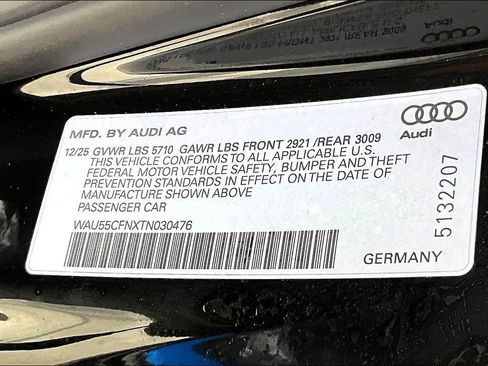 MFD. BY AUDI AG
12/25 GVWR LBS 5710 GAWR LBS FRONT 2921 /REAR 3009
THIS VEHICLE CONFORMS TO ALL APPLICABLE U.S.
FEDERAL MOTOR VEHICLE SAFETY, BUMPER AND THEFT
PREVENTION STANDARDS IN EFFECT ON THE DATE OF
MANUFACTURE SHOWN ABOVE
PASSENGER CAR
WAU55CFNXTN030476
Audi
5132207
GERMANY